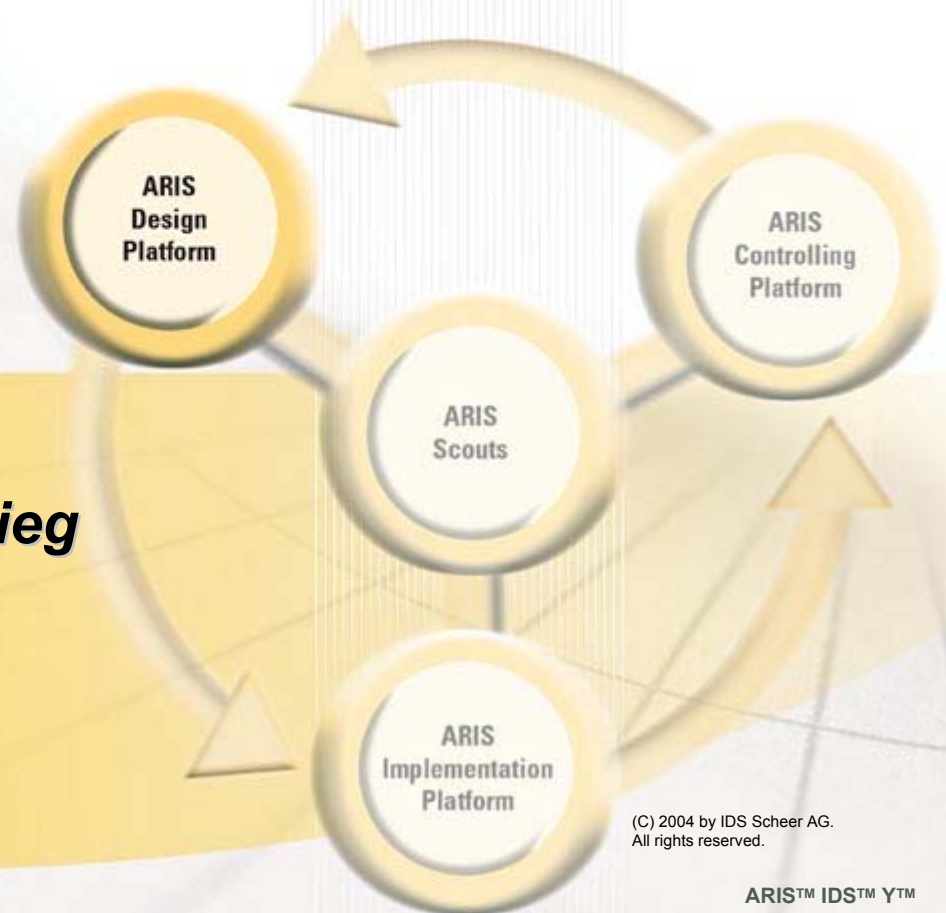 ARIS
Design
Platform
ARIS
Controlling
Platform
ARIS
Scouts
ieg
ARIS
Implementation
Platform
(C) 2004 by IDS Scheer AG.
All rights reserved.
ARIS™ IDS™ Y™